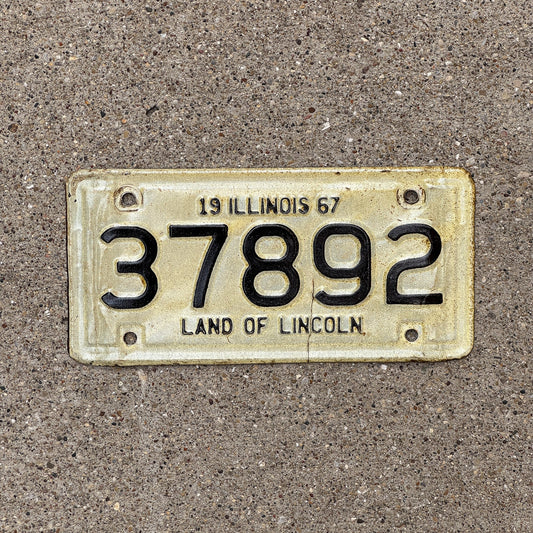 19 ILLINOIS 67
37892
LAND OF LINCOLN